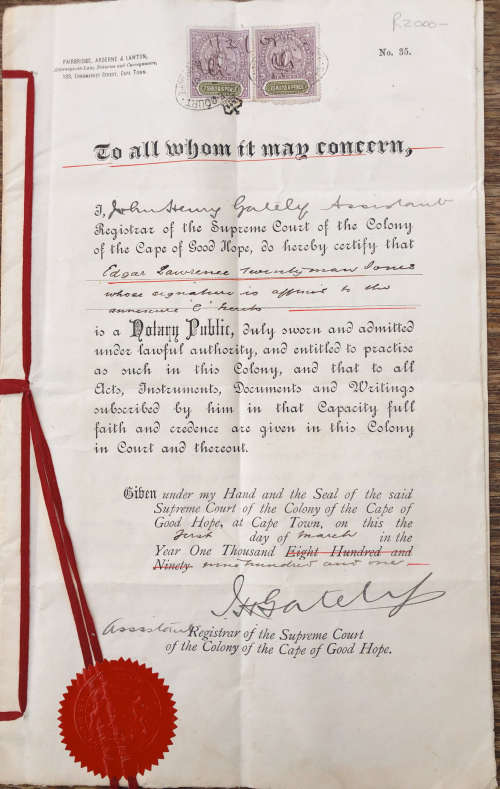 R2000-
FAIRBRIDGE, ARDERNE & LAWTON,
Attorneys-at-Law, Notaries and Conveyancers,
CAPE TOWN.
No. 35.
To all whom it may concern,
I, John Henry Gately Assistant
Registrar of the Supreme Court of the Colony
of the Cape of Good Hope, do hereby certify that
Edgar Lawrence Twentyman Jones
whose signature is affixed to the
annexure "C" hereto
is a Notary Public, duly sworn and admitted
under lawful authority, and entitled to practise
as such in this Colony, and that to all
Acts, Instruments, Documents and Writings
subscribed by him in that Capacity full
faith and credence are given in this Colony
in Court and thereout.
Given under my Hand and the Seal of the said
Supreme Court of the Colony of the Cape of
Good Hope, at Cape Town, on this the
First day of March in the
Year One Thousand Eight Hundred and
Ninety nine hundred and one
JHGately
Assistant Registrar of the Supreme Court
of the Colony of the Cape of Good Hope.